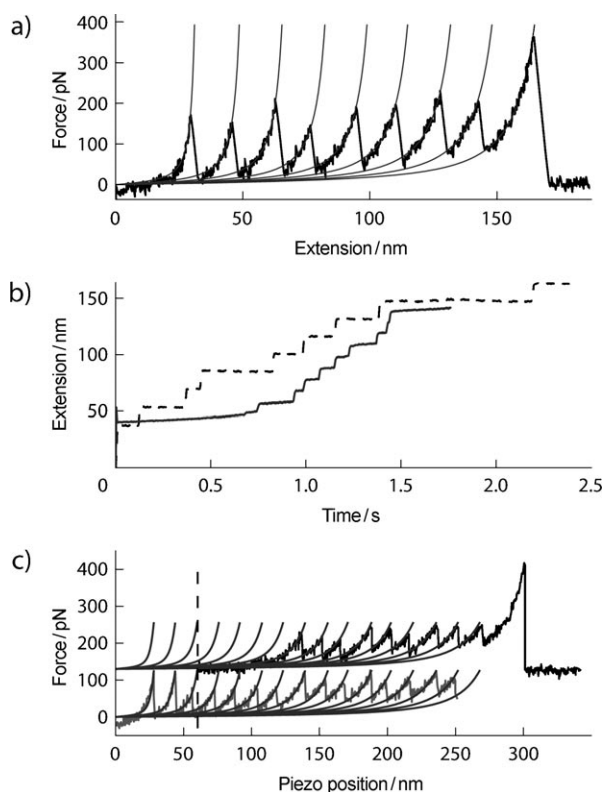 a)
400
300
200
100
0
Force / pN
0 50 100 150
Extension / nm
b)
150
100
50
Extension / nm
0 0.5 1.0 1.5 2.0 2.5
Time / s
c)
400
300
200
100
0
Force / pN
0 50 100 150 200 250 300
Piezo position / nm